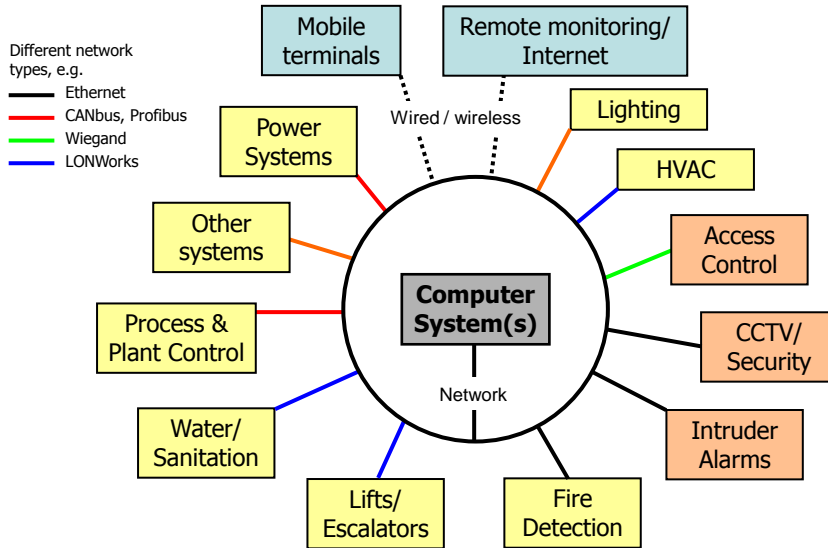 Different network
types, e.g.
Ethernet
CANbus, Profibus
Wiegand
LONWorks
Mobile
terminals
Remote monitoring/
Internet
Wired / wireless
Lighting
HVAC
Access
Control
CCTV/
Security
Intruder
Alarms
Fire
Detection
Lifts/
Escalators
Water/
Sanitation
Process &
Plant Control
Other
systems
Power
Systems
Computer
System(s)
Network